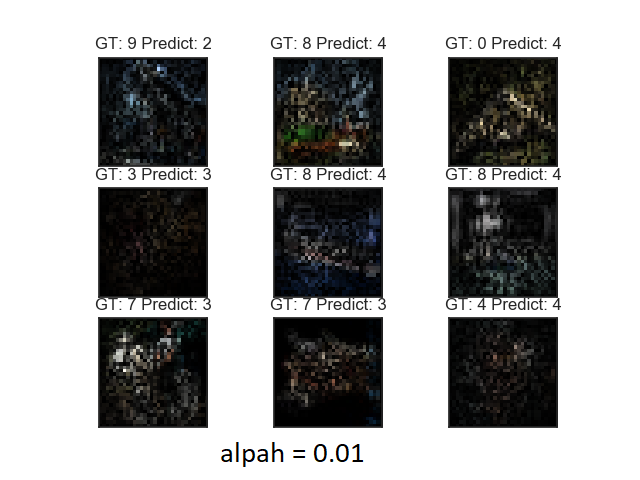 GT: 9 Predict: 2 GT: 8 Predict: 4 GT: 0 Predict: 4
GT: 3 Predict: 3 GT: 8 Predict: 4 GT: 8 Predict: 4
GT: 7 Predict: 3 GT: 7 Predict: 3 GT: 4 Predict: 4
alpah = 0.01